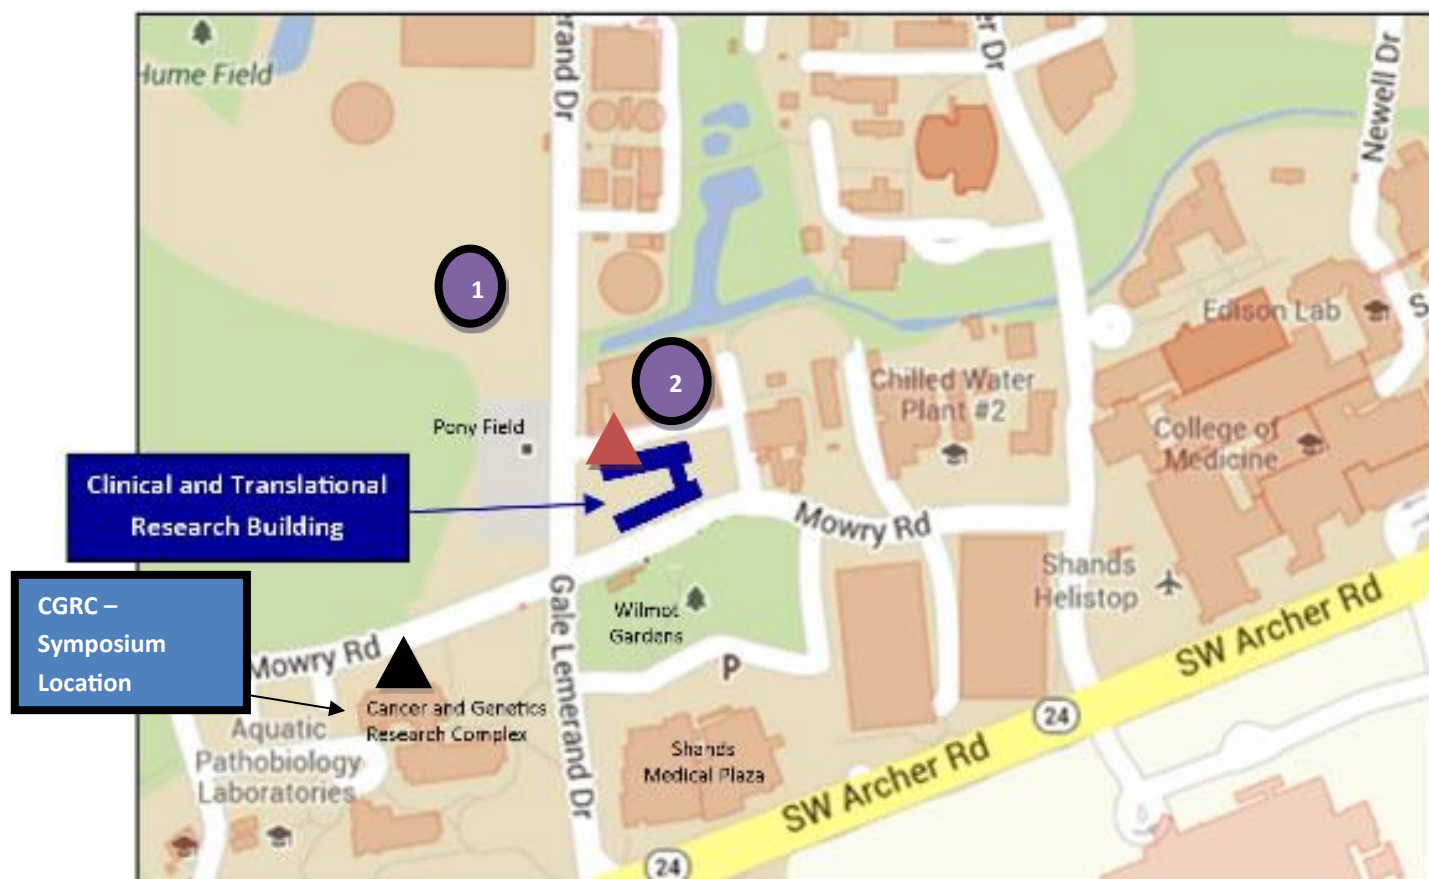 erand Dr
er Dr
Newell Dr
Hume Field
1
Edison Lab
S
2
Chilled Water
Plant #2
Pony Field
College of
Medicine
Clinical and Translational
Research Building
Mowry Rd
Shands
Helistop
CGRC –
Symposium
Location
Gale Lemerand Dr
Wilmot
Gardens
SW Archer Rd
Mowry Rd
P
Cancer and Genetics
Research Complex
24
Aquatic
Pathobiology
Laboratories
Shands
Medical Plaza
SW Archer Rd
24